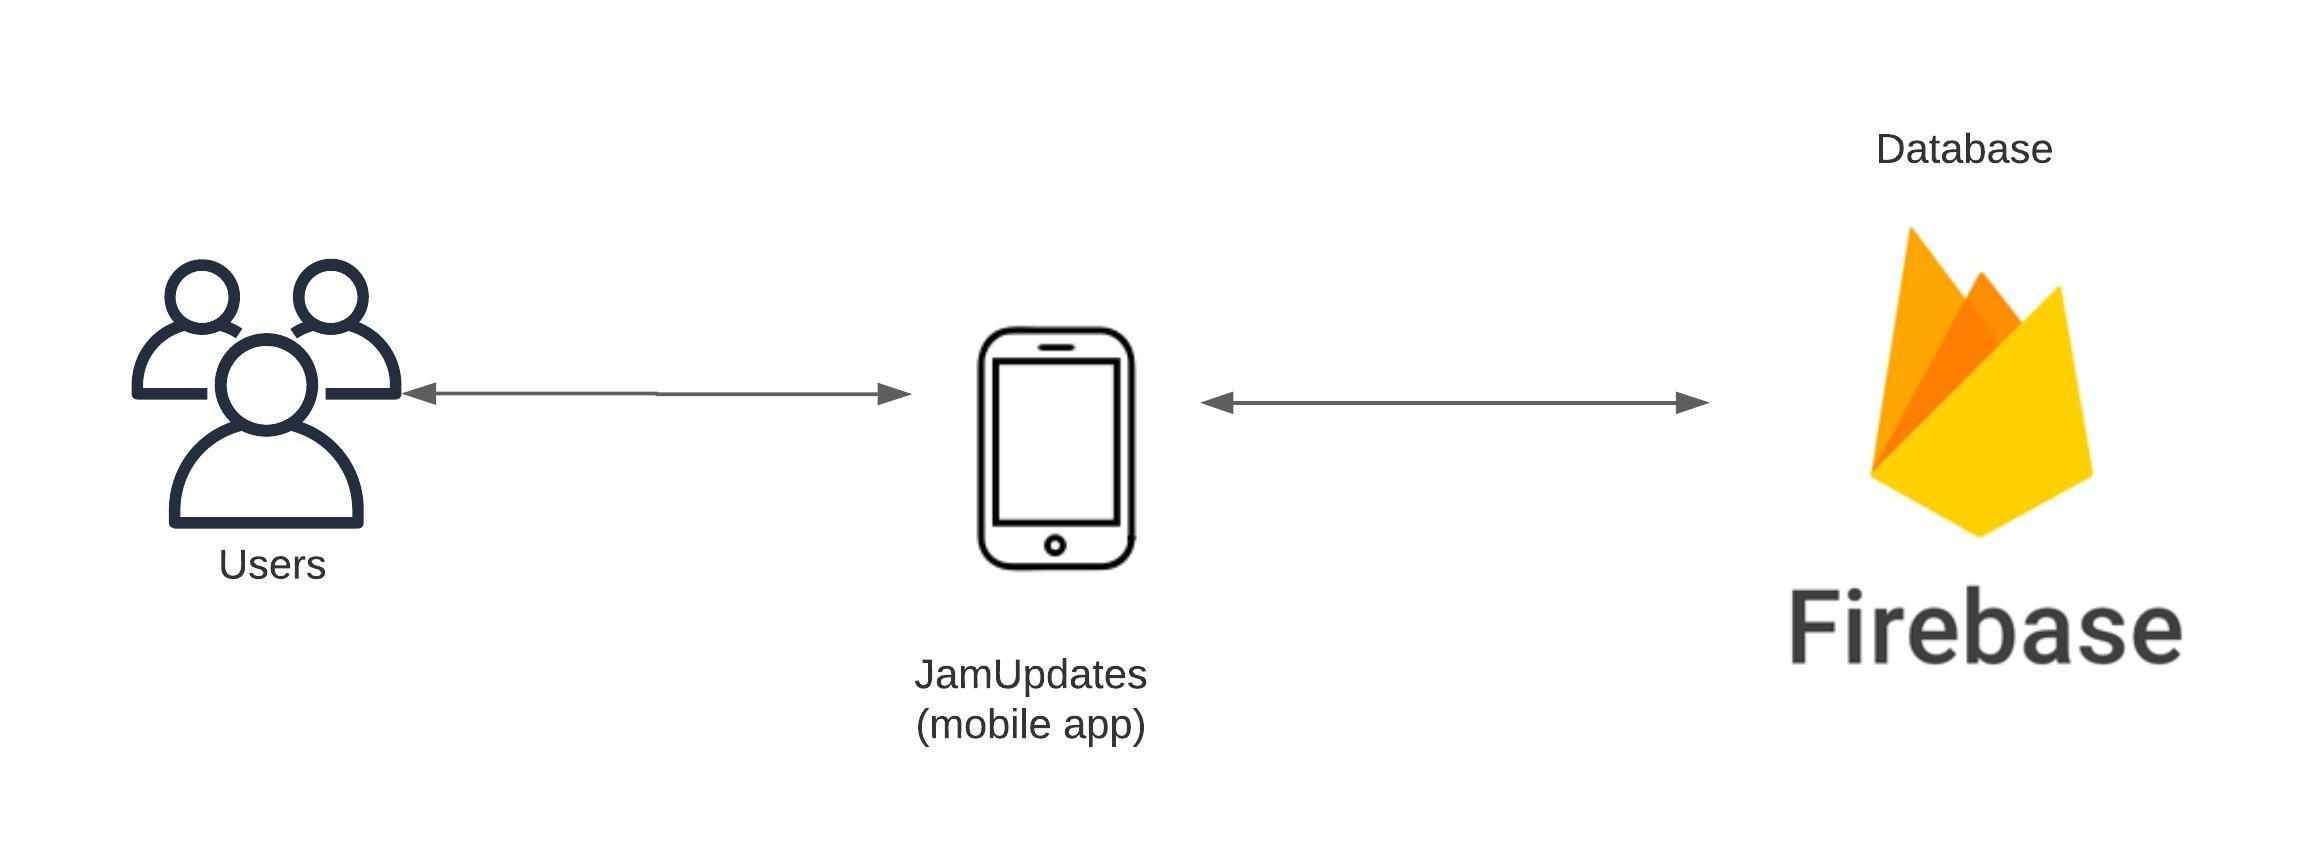 Database
Users
Firebase
JamUpdates
(mobile app)